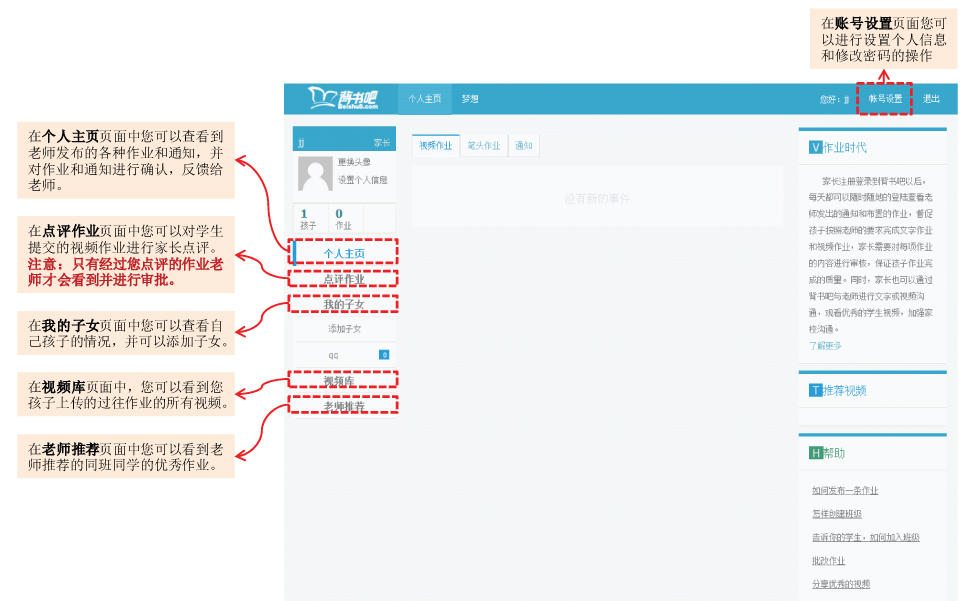 在账号设置页面您可
以进行设置个人信息
和修改密码的操作
背书吧
Beishu8.com
个人主页 梦想
您好：jj 帐号设置 退出
在个人主页页面中您可以查看到
老师发布的各种作业和通知，并
对作业和通知进行确认，反馈给
老师。
在点评作业页面中您可以对学生
提交的视频作业进行家长点评。
注意：只有经过您点评的作业老
师才会看到并进行审批。
在我的子女页面中您可以查看自
己孩子的情况，并可以添加子女。
在视频库页面中，您可以看到您
孩子上传的过往作业的所有视频。
在老师推荐页面中您可以看到老
师推荐的同班同学的优秀作业。
jj 家长
更换头像
设置个人信息
1 0
孩子 作业
个人主页
点评作业
我的子女
添加子女
qq 0
视频库
老师推荐
视频作业 笔头作业 通知
没有新的事件
V作业时代
家长注册登录到背书吧以后，
每天都可以随时随地的登陆查看老
师发出的通知和布置的作业，督促
孩子按照老师的要求完成文字作业
和视频作业，家长需要对每项作业
的内容进行审核，保证孩子作业完
成的质量。同时，家长也可以通过
背书吧与老师进行文字或视频沟
通，观看优秀的学生视频，加强家
校沟通。
了解更多
T推荐视频
H帮助
如何发布一条作业
怎样创建班级
告诉你的学生，如何加入班级
批改作业
分享优秀的视频